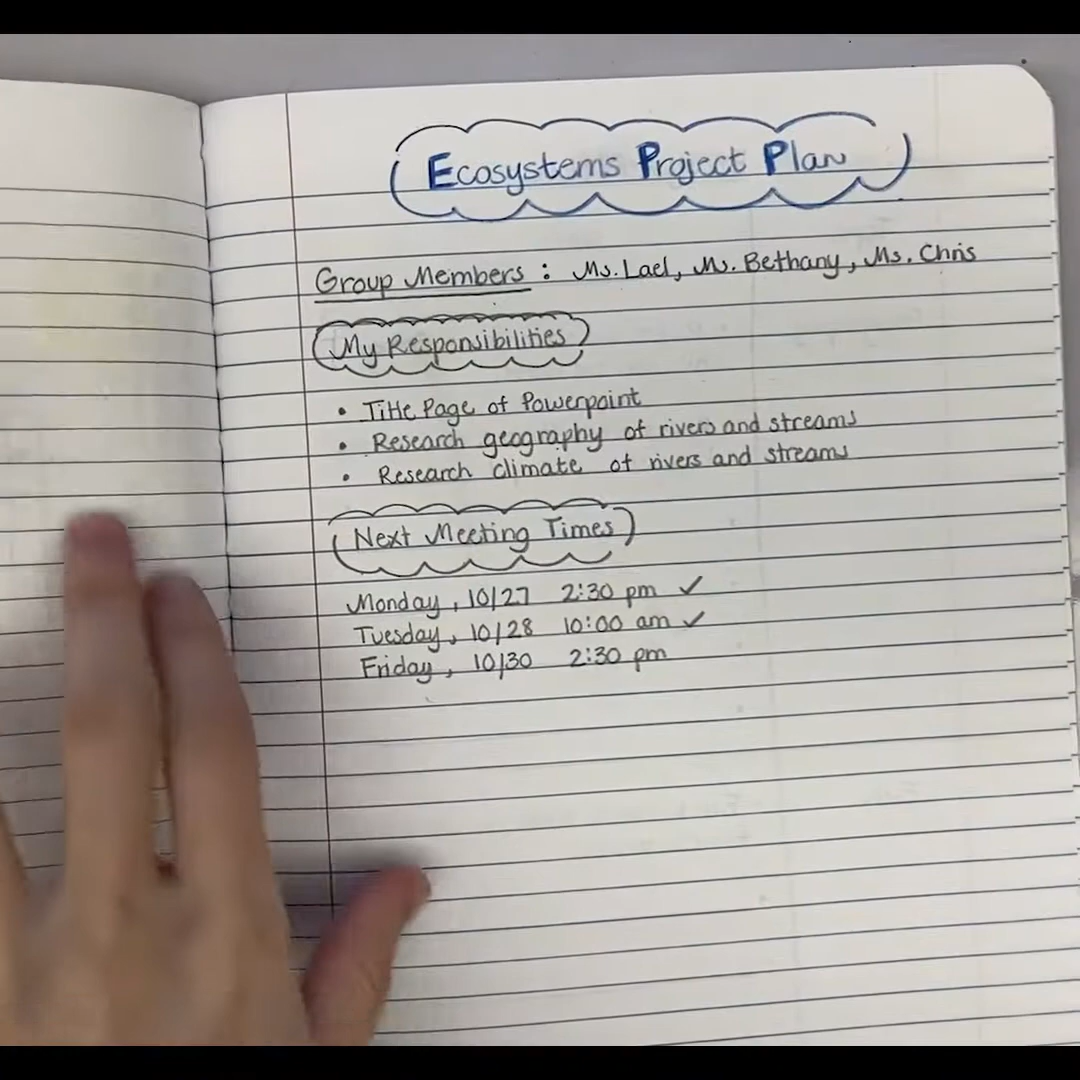 Ecosystems Project Plan
Group Members : Ms. Lael, Ms. Bethany, Ms. Chris
My Responsibilities
• Title Page of Powerpoint
• Research geography of rivers and streams
• Research climate of rivers and streams
Next Meeting Times
Monday, 10/27 2:30 pm ✓
Tuesday, 10/28 10:00 am ✓
Friday, 10/30 2:30 pm